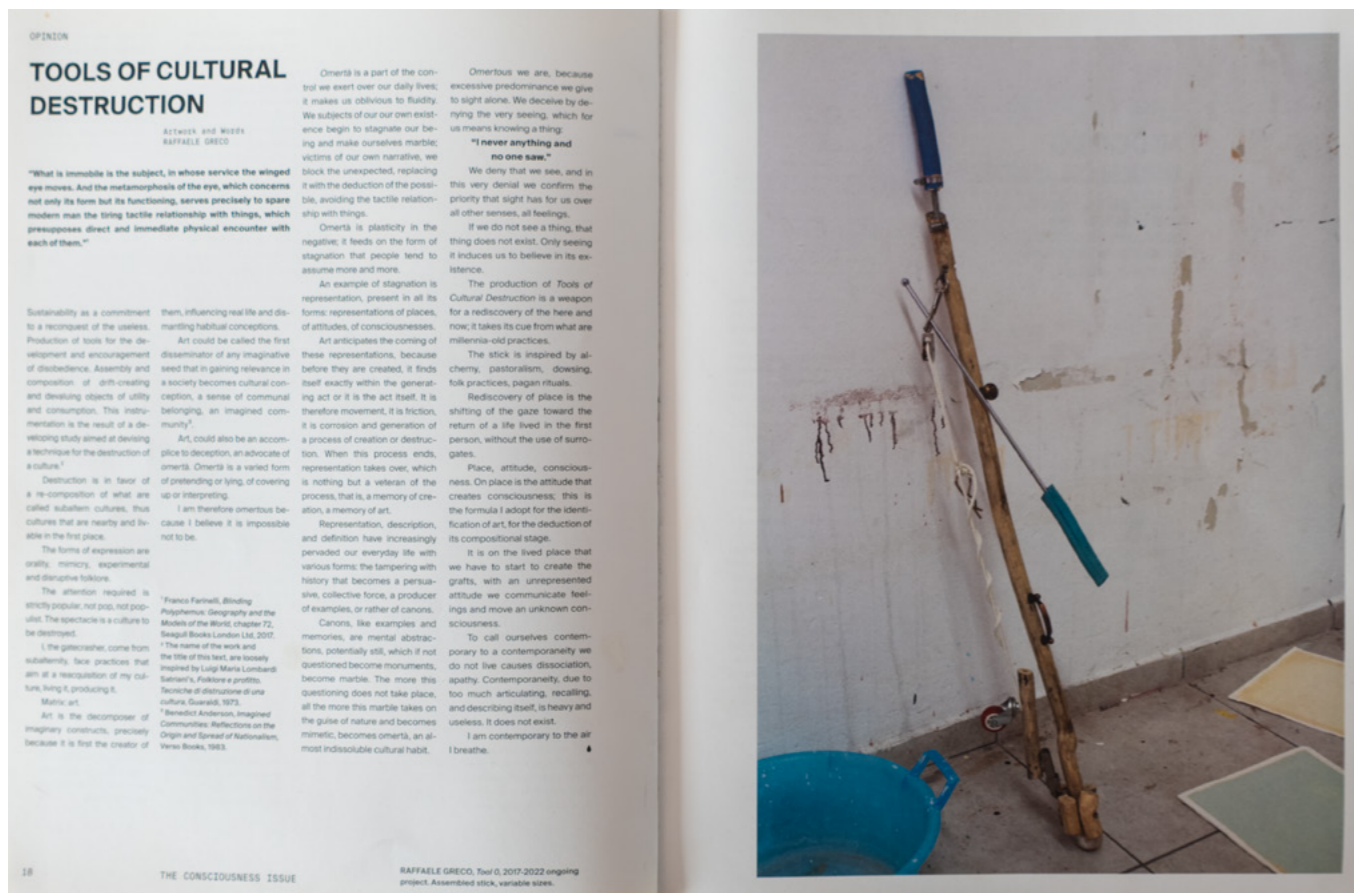 OPINION
TOOLS OF CULTURAL
DESTRUCTION
Artwork and Words
RAFFAELE GRECO
"What is immobile is the subject, in whose service the winged
eye moves. And the metamorphosis of the eye, which concerns
not only its form but its functioning, serves precisely to spare
modern man the tiring tactile relationship with things, which
presupposes direct and immediate physical encounter with
each of them."¹
Sustainability as a commitment
to a reconquest of the useless.
Production of tools for the de-
velopment and encouragement
of disobedience. Assembly and
composition of drift-creating
and devaluing objects of utility
and consumption. This instru-
mentation is the result of a de-
veloping study aimed at devising
a technique for the destruction of
a culture.²
Destruction is in favor of
a re-composition of what are
called subaltern cultures, thus
cultures that are nearby and liv-
able in the first place.
The forms of expression are
orality, mimicry, experimental
and disruptive folklore.
The attention required is
strictly popular, not pop, not pop-
ulist. The spectacle is a culture to
be destroyed.
I, the gatecrasher, come from
subalternity, face practices that
aim at a reacquisition of my cul-
ture, living it, producing it.
Matric art.
Art is the decomposer of
imaginary constructs, precisely
because it is first the creator of
them, influencing real life and dis-
mantling habitual conceptions.
Art could be called the first
disseminator of any imaginative
seed that in gaining relevance in
a society becomes cultural con-
ception, a sense of communal
belonging, an imagined com-
munity³.
Art, could also be an accom-
plice to deception, an advocate of
omertà. Omertà is a varied form
of pretending or lying, of covering
up or interpreting.
I am therefore omertous be-
cause I believe it is impossible
not to be.
¹ Franco Farinelli, Blinding
Polyphemus: Geography and the
Models of the World, chapter 72,
Seagull Books London Ltd, 2017.
² The name of the work and
the title of this text, are loosely
inspired by Luigi Maria Lombardi
Satriani's, Folklore e profitto.
Tecniche di distruzione di una
cultura, Guaraldi, 1973.
³ Benedict Anderson, Imagined
Communities: Reflections on the
Origin and Spread of Nationalism,
Verso Books, 1983.
Omertà is a part of the con-
trol we exert over our daily lives;
it makes us oblivious to fluidity.
We subjects of our our own exist-
ence begin to stagnate our be-
ing and make ourselves marble;
victims of our own narrative, we
block the unexpected, replacing
it with the deduction of the possi-
ble, avoiding the tactile relation-
ship with things.
Omertà is plasticity in the
negative; it feeds on the form of
stagnation that people tend to
assume more and more.
An example of stagnation is
representation, present in all its
forms: representations of places,
of attitudes, of consciousnesses.
Art anticipates the coming of
these representations, because
before they are created, it finds
itself exactly within the generat-
ing act or it is the act itself. It is
therefore movement, it is friction,
it is corrosion and generation of
a process of creation or destruc-
tion. When this process ends,
representation takes over, which
is nothing but a veteran of the
process, that is, a memory of cre-
ation, a memory of art.
Representation, description,
and definition have increasingly
pervaded our everyday life with
various forms: the tampering with
history that becomes a persua-
sive, collective force, a producer
of examples, or rather of canons.
Canons, like examples and
memories, are mental abstrac-
tions, potentially still, which if not
questioned become monuments,
become marble. The more this
questioning does not take place,
all the more this marble takes on
the guise of nature and becomes
mimetic, becomes omertà, an al-
most indissoluble cultural habit.
Omertous we are, because
excessive predominance we give
to sight alone. We deceive by de-
nying the very seeing, which for
us means knowing a thing:
"I never anything and
no one saw."
We deny that we see, and in
this very denial we confirm the
priority that sight has for us over
all other senses, all feelings.
If we do not see a thing, that
thing does not exist. Only seeing
it induces us to believe in its ex-
istence.
The production of Tools of
Cultural Destruction is a weapon
for a rediscovery of the here and
now; it takes its cue from what are
millennia-old practices.
The stick is inspired by al-
chemy, pastoralism, dowsing,
folk practices, pagan rituals.
Rediscovery of place is the
shifting of the gaze toward the
return of a life lived in the first
person, without the use of surro-
gates.
Place, attitude, conscious-
ness. On place is the attitude that
creates consciousness; this is
the formula I adopt for the identi-
fication of art, for the deduction of
its compositional stage.
It is on the lived place that
we have to start to create the
grafts, with an unrepresented
attitude we communicate feel-
ings and move an unknown con-
sciousness.
To call ourselves contem-
porary to a contemporaneity we
do not live causes dissociation,
apathy. Contemporaneity, due to
too much articulating, recalling,
and describing itself, is heavy and
useless. It does not exist.
I am contemporary to the air
I breathe.
18
THE CONSCIOUSNESS ISSUE
RAFFAELE GRECO, Tool 0, 2017-2022 ongoing
project. Assembled stick, variable sizes.